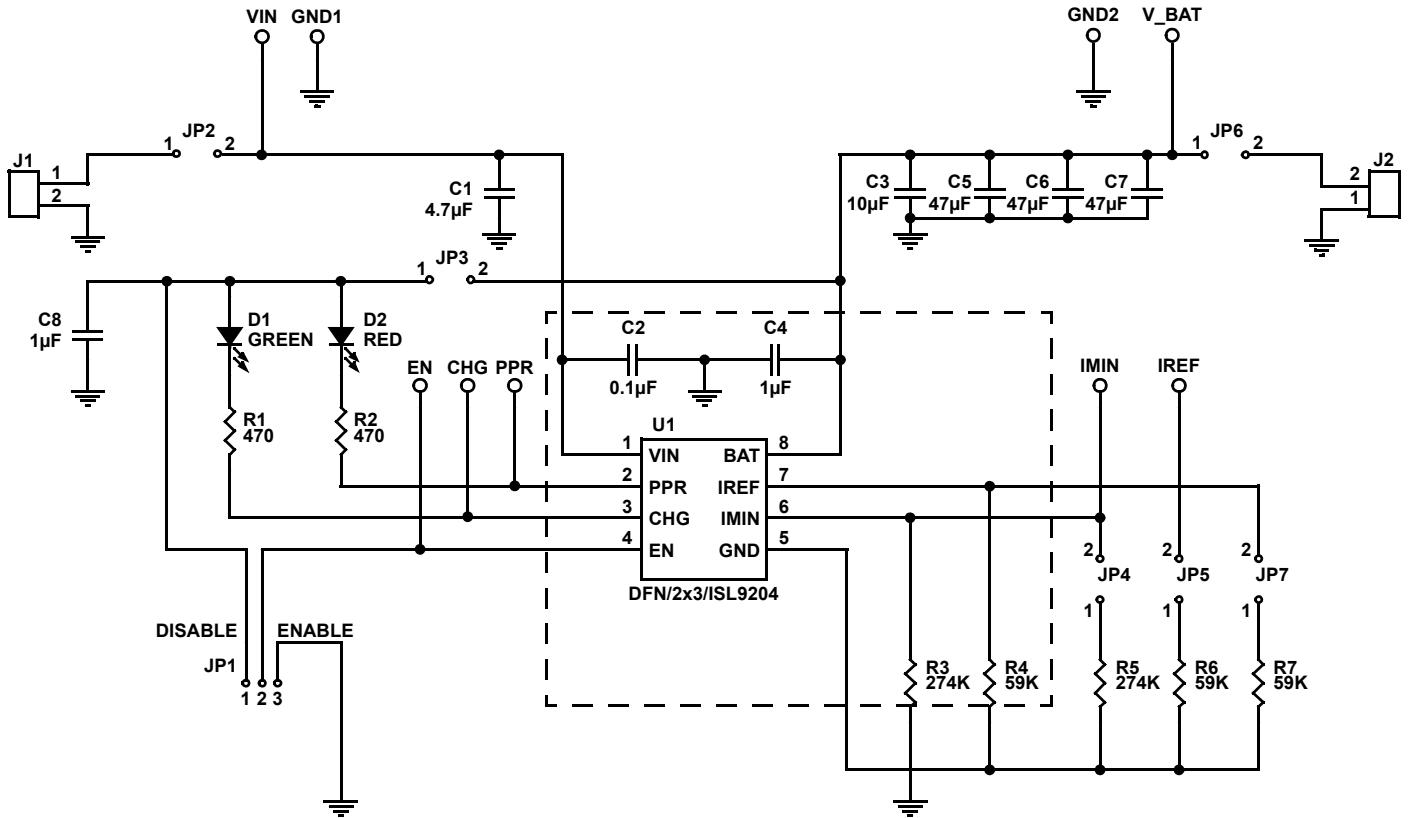 VIN GND1
GND2 V_BAT
1 JP2 2
1 JP6 2
J1
1
2
C1
4.7µF
C3
10µF
C5
47µF
C6
47µF
C7
47µF
J2
2
1
1 JP3 2
C8
1µF
D1
GREEN
D2
RED
C2
0.1µF
C4
1µF
EN CHG PPR
IMIN IREF
R1
470
R2
470
U1
1 VIN BAT 8
2 PPR IREF 7
3 CHG IMIN 6
4 EN GND 5
DFN/2x3/ISL9204
2 JP4 1
2 JP5 1
2 JP7 1
DISABLE ENABLE
JP1
1 2 3
R3
274K
R4
59K
R5
274K
R6
59K
R7
59K